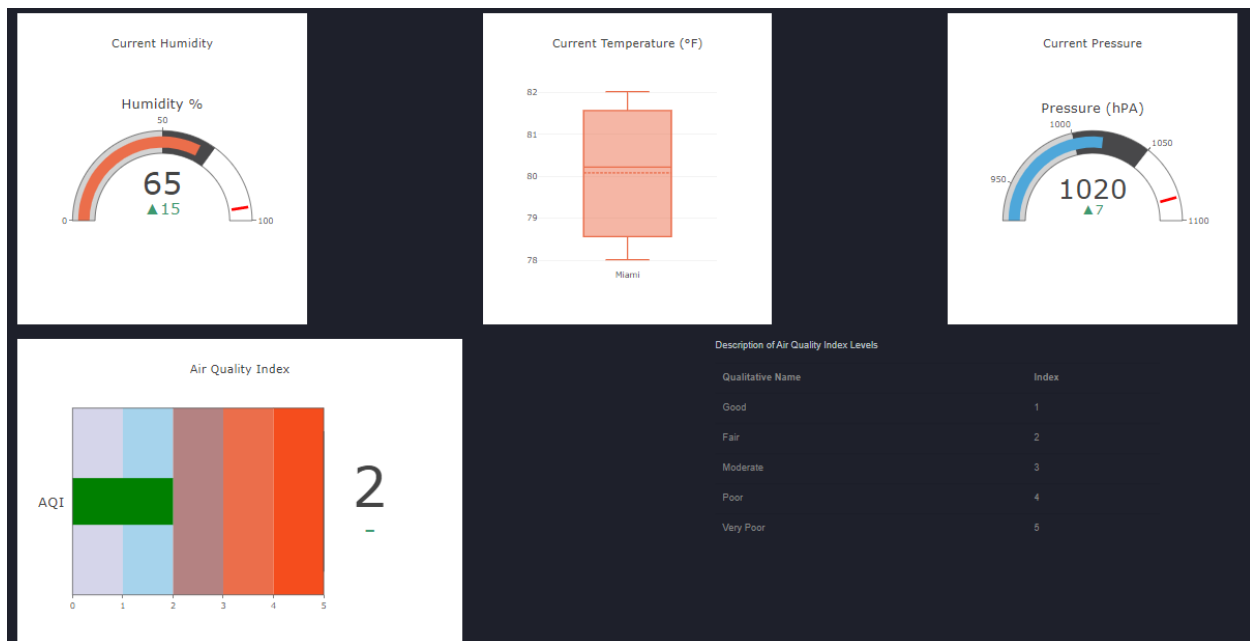 Current Humidity
Humidity %
50
65
▲15
0
100
Current Temperature (°F)
82
81
80
79
78
Miami
Current Pressure
Pressure (hPA)
1000
1050
950
1020
▲7
1100
Air Quality Index
AQI
2
-
0 1 2 3 4 5
Description of Air Quality Index Levels
Qualitative Name Index
Good 1
Fair 2
Moderate 3
Poor 4
Very Poor 5